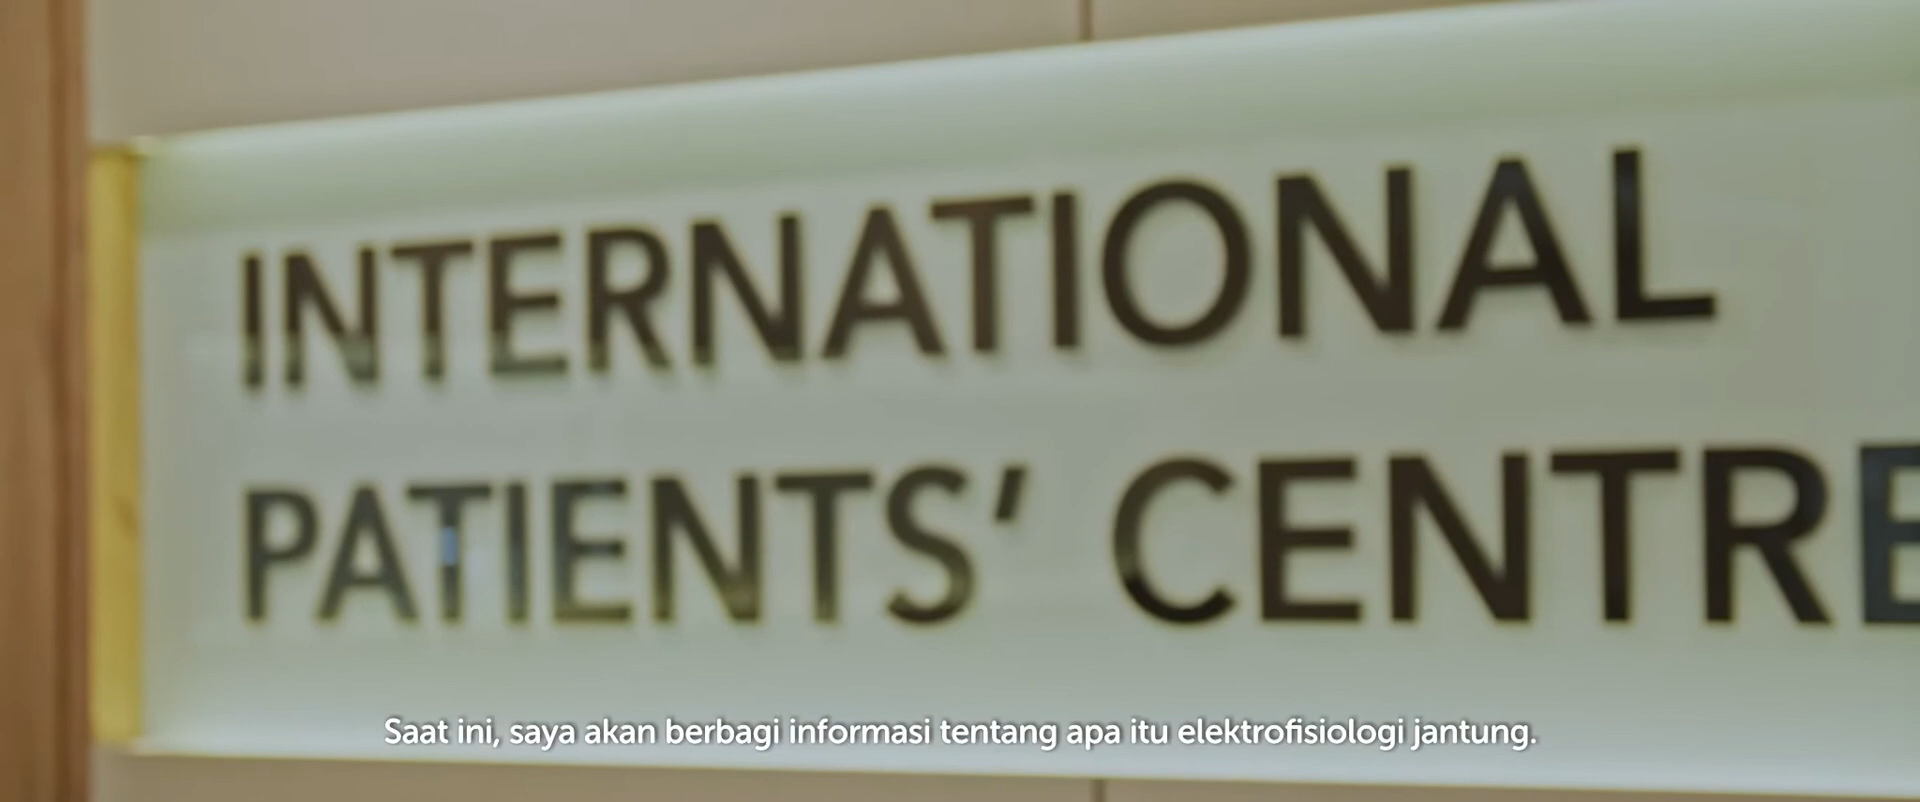 INTERNATIONAL
PATIENTS’ CENTRE
Saat ini, saya akan berbagi informasi tentang apa itu elektrofisiologi jantung.